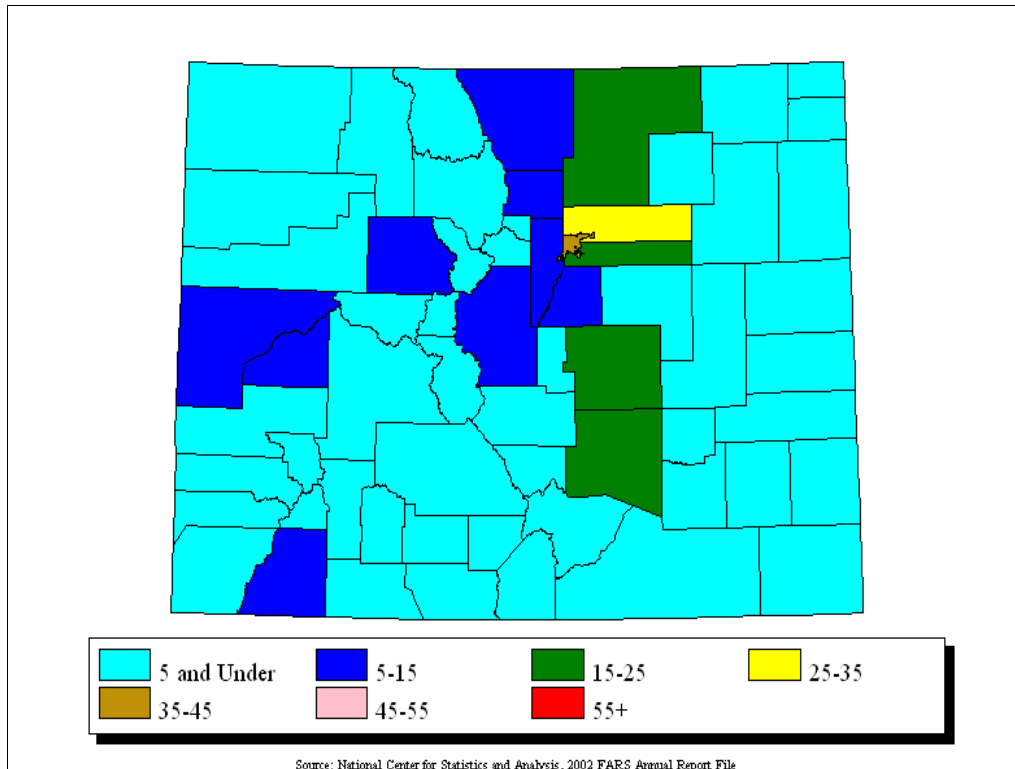 5 and Under 5-15 15-25 25-35
35-45 45-55 55+
Source: National Center for Statistics and Analysis, 2002 FARS Annual Report File